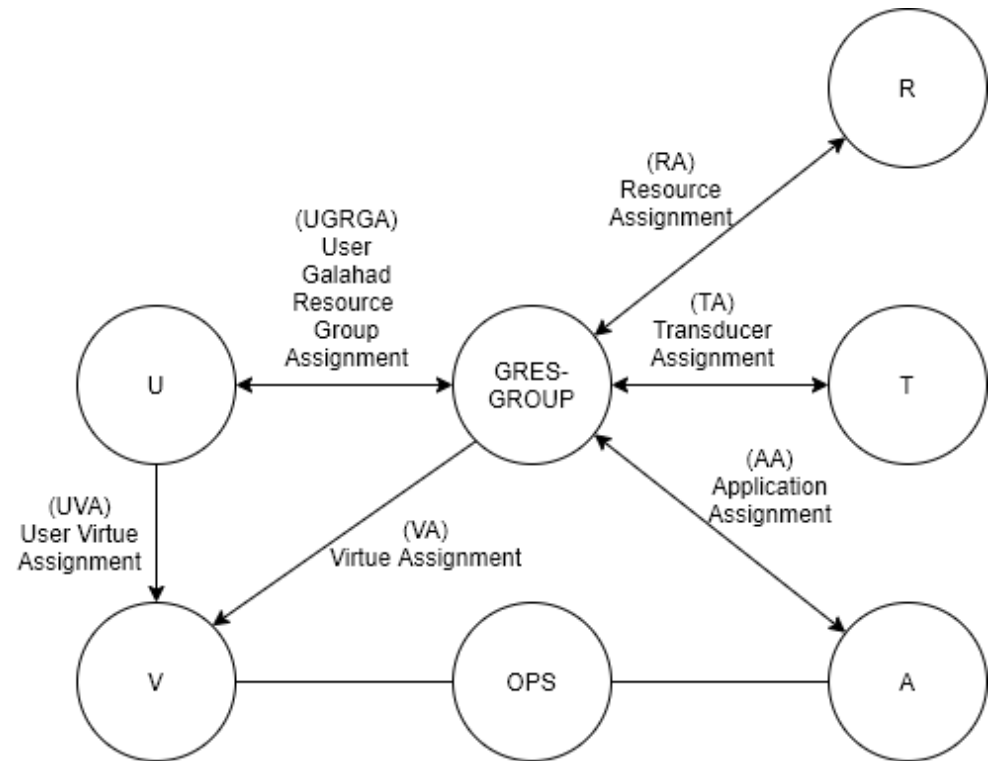 R
(RA)
Resource
Assignment
(UGRGA)
User
Galahad
Resource
Group
Assignment
(TA)
Transducer
Assignment
U
GRES-
GROUP
T
(UVA)
User Virtue
Assignment
(VA)
Virtue Assignment
(AA)
Application
Assignment
V
OPS
A